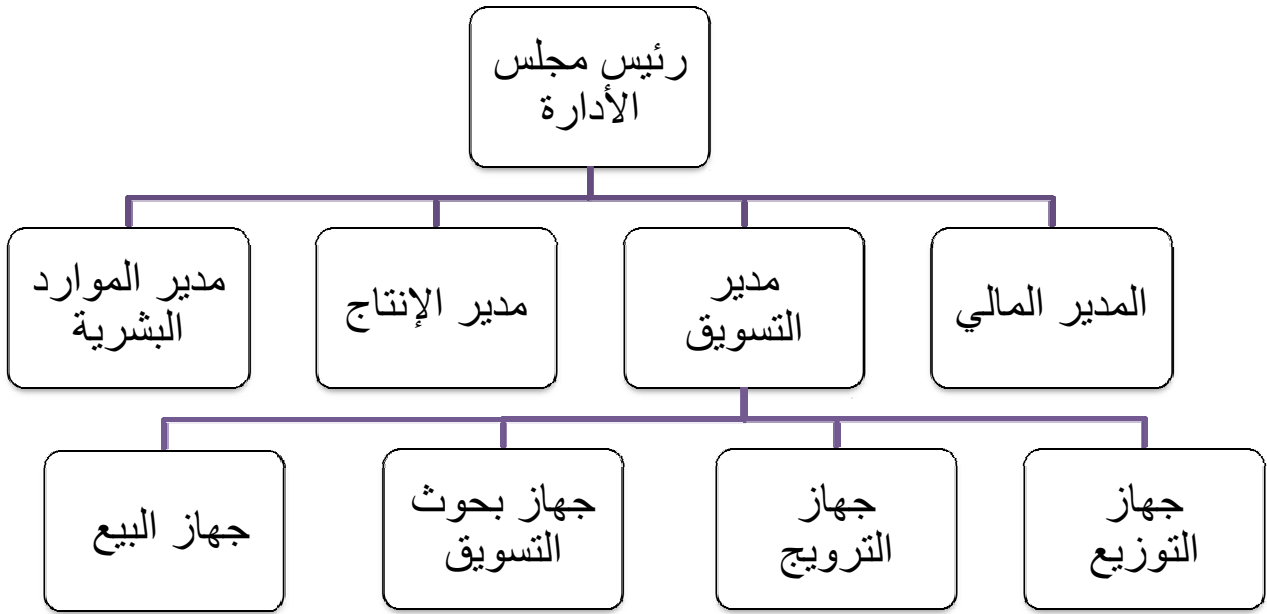 رئيس مجلس
الأدارة
المدير المالي
مدير
التسويق
مدير الإنتاج
مدير الموارد
البشرية
جهاز
التوزيع
جهاز
الترويج
جهاز بحوث
التسويق
جهاز البيع